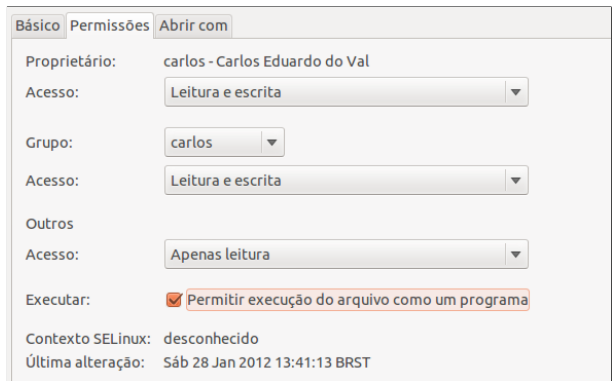 Básico Permissões Abrir com
Proprietário: carlos - Carlos Eduardo do Val
Acesso: Leitura e escrita
Grupo: carlos
Acesso: Leitura e escrita
Outros
Acesso: Apenas leitura
Executar: Permitir execução do arquivo como um programa
Contexto SELinux: desconhecido
Última alteração: Sáb 28 Jan 2012 13:41:13 BRST